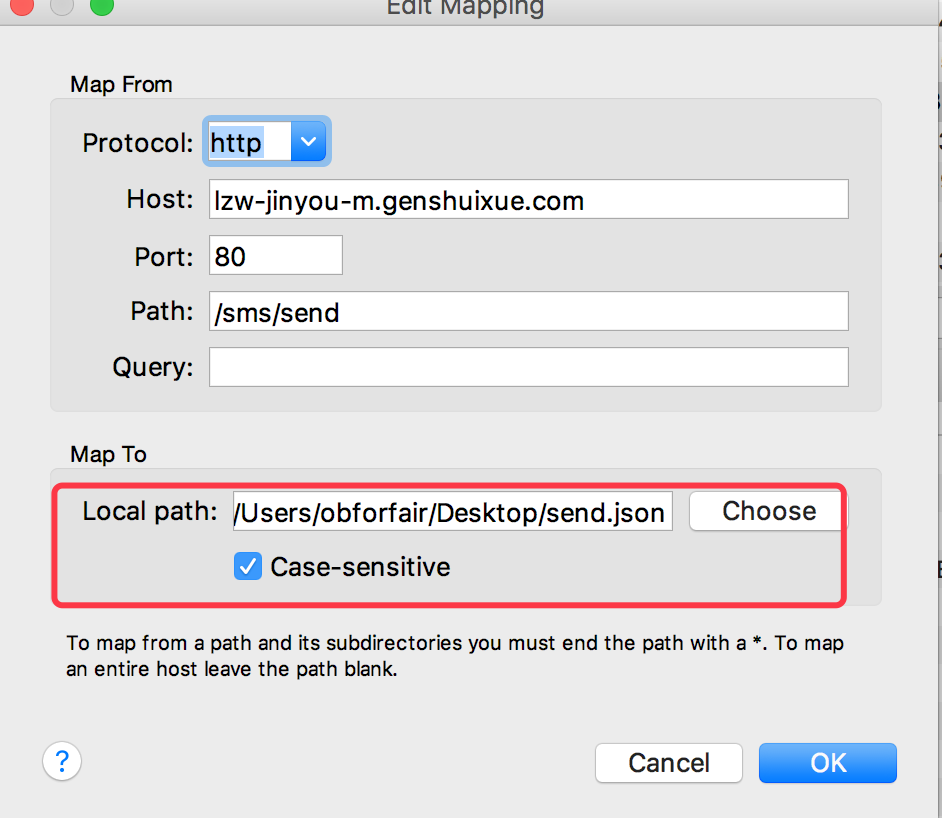 Edit Mapping
Map From
Protocol: http
Host: lzw-jinyou-m.genshuixue.com
Port: 80
Path: /sms/send
Query:
Map To
Local path: /Users/obforfair/Desktop/send.json Choose
Case-sensitive
To map from a path and its subdirectories you must end the path with a *. To map
an entire host leave the path blank.
? Cancel OK